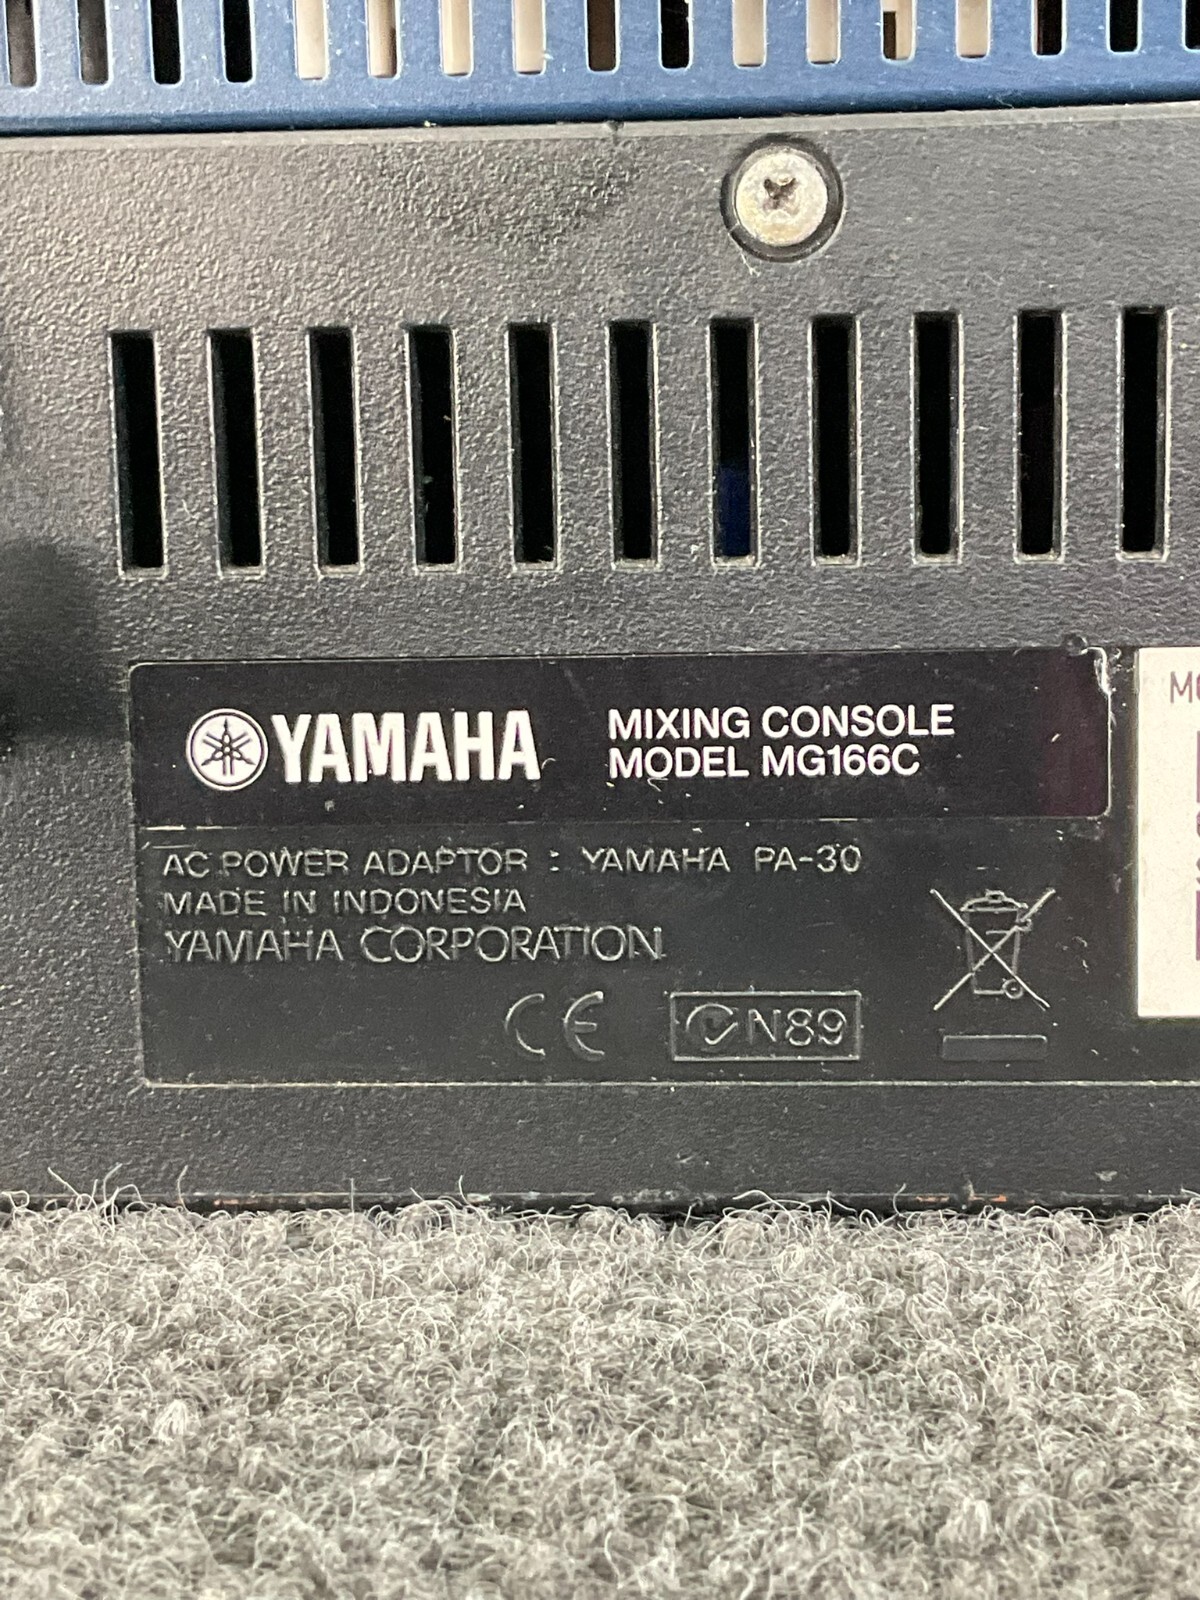 YAMAHA
MIXING CONSOLE
MODEL MG166C
AC POWER ADAPTOR : YAMAHA PA-30
MADE IN INDONESIA
YAMAHA CORPORATION
CE
N89